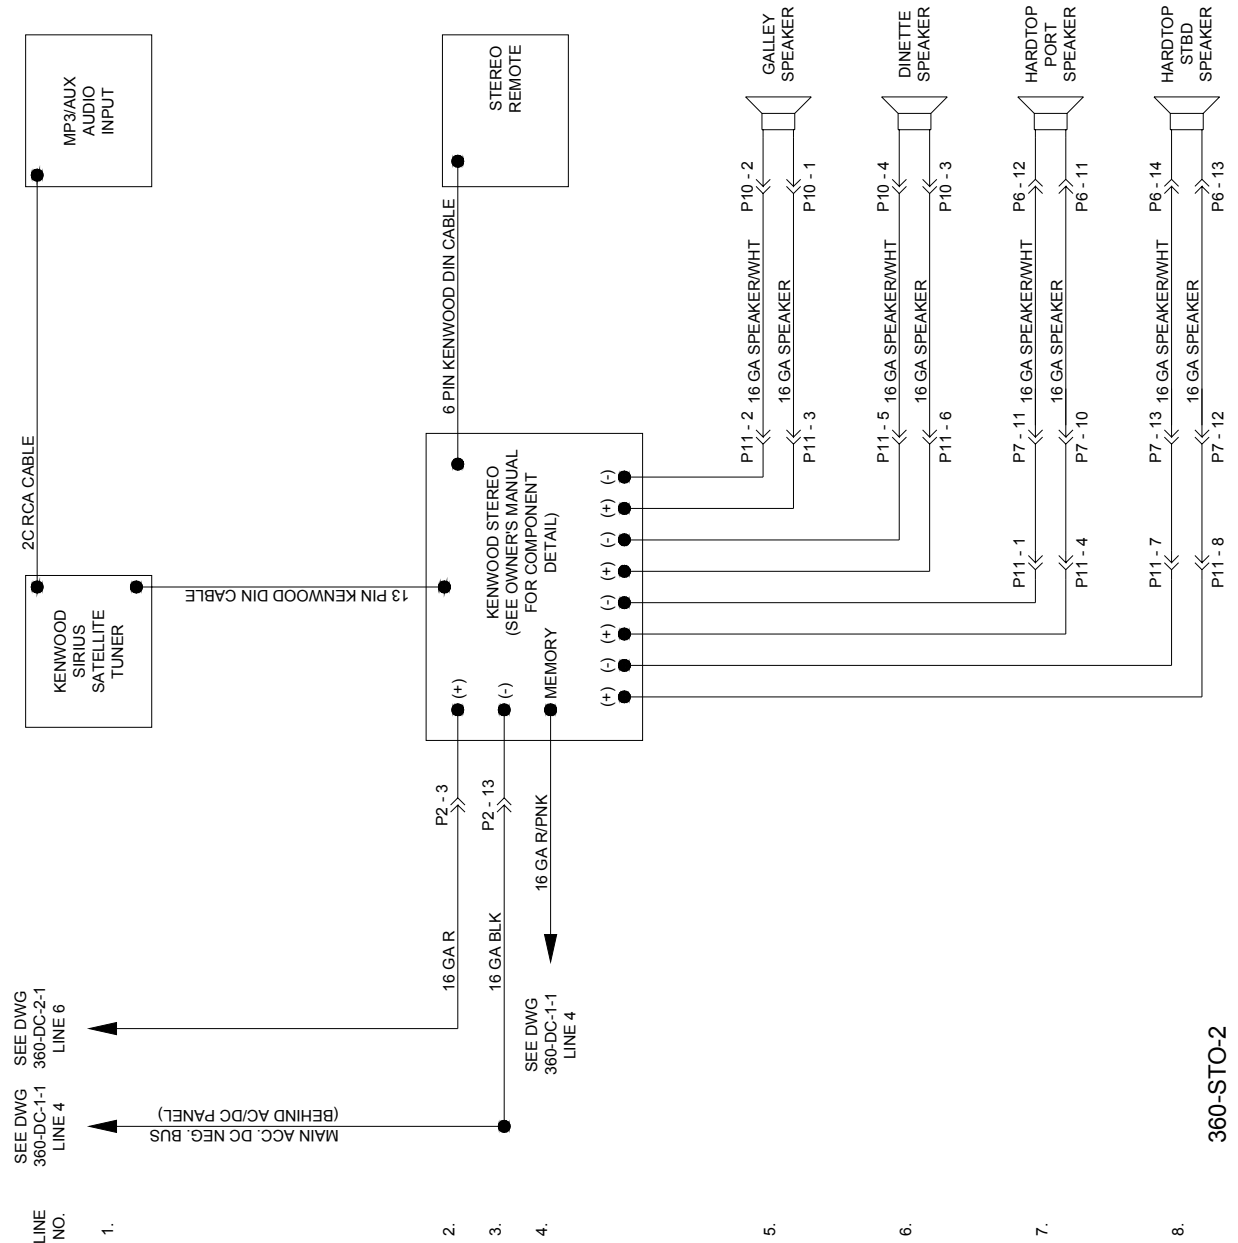 LINE
NO.
1.
2.
3.
4.
5.
6.
7.
8.
SEE DWG
360-DC-1-1
LINE 4
SEE DWG
360-DC-2-1
LINE 6
MAIN ACC. DC NEG. BUS
(BEHIND AC/DC PANEL)
KENWOOD
SIRIUS
SATELLITE
TUNER
2C RCA CABLE
MP3/AUX
AUDIO
INPUT
13 PIN KENWOOD DIN CABLE
16 GA R
P2 - 3
(+)
16 GA BLK
P2 - 13
(-)
SEE DWG
360-DC-1-1
LINE 4
16 GA R/PNK
MEMORY
KENWOOD STEREO
(SEE OWNER'S MANUAL
FOR COMPONENT
DETAIL)
6 PIN KENWOOD DIN CABLE
STEREO
REMOTE
(+)
(-)
(+)
(-)
(+)
(-)
(+)
(-)
P11 - 2
16 GA SPEAKER/WHT
P10 - 2
P11 - 3
16 GA SPEAKER
P10 - 1
GALLEY
SPEAKER
P11 - 5
16 GA SPEAKER/WHT
P10 - 4
P11 - 6
16 GA SPEAKER
P10 - 3
DINETTE
SPEAKER
P11 - 1
P7 - 11
16 GA SPEAKER/WHT
P6 - 12
P11 - 4
P7 - 10
16 GA SPEAKER
P6 - 11
HARDTOP
PORT
SPEAKER
P11 - 7
P7 - 13
16 GA SPEAKER/WHT
P6 - 14
P11 - 8
P7 - 12
16 GA SPEAKER
P6 - 13
HARDTOP
STBD
SPEAKER
360-STO-2